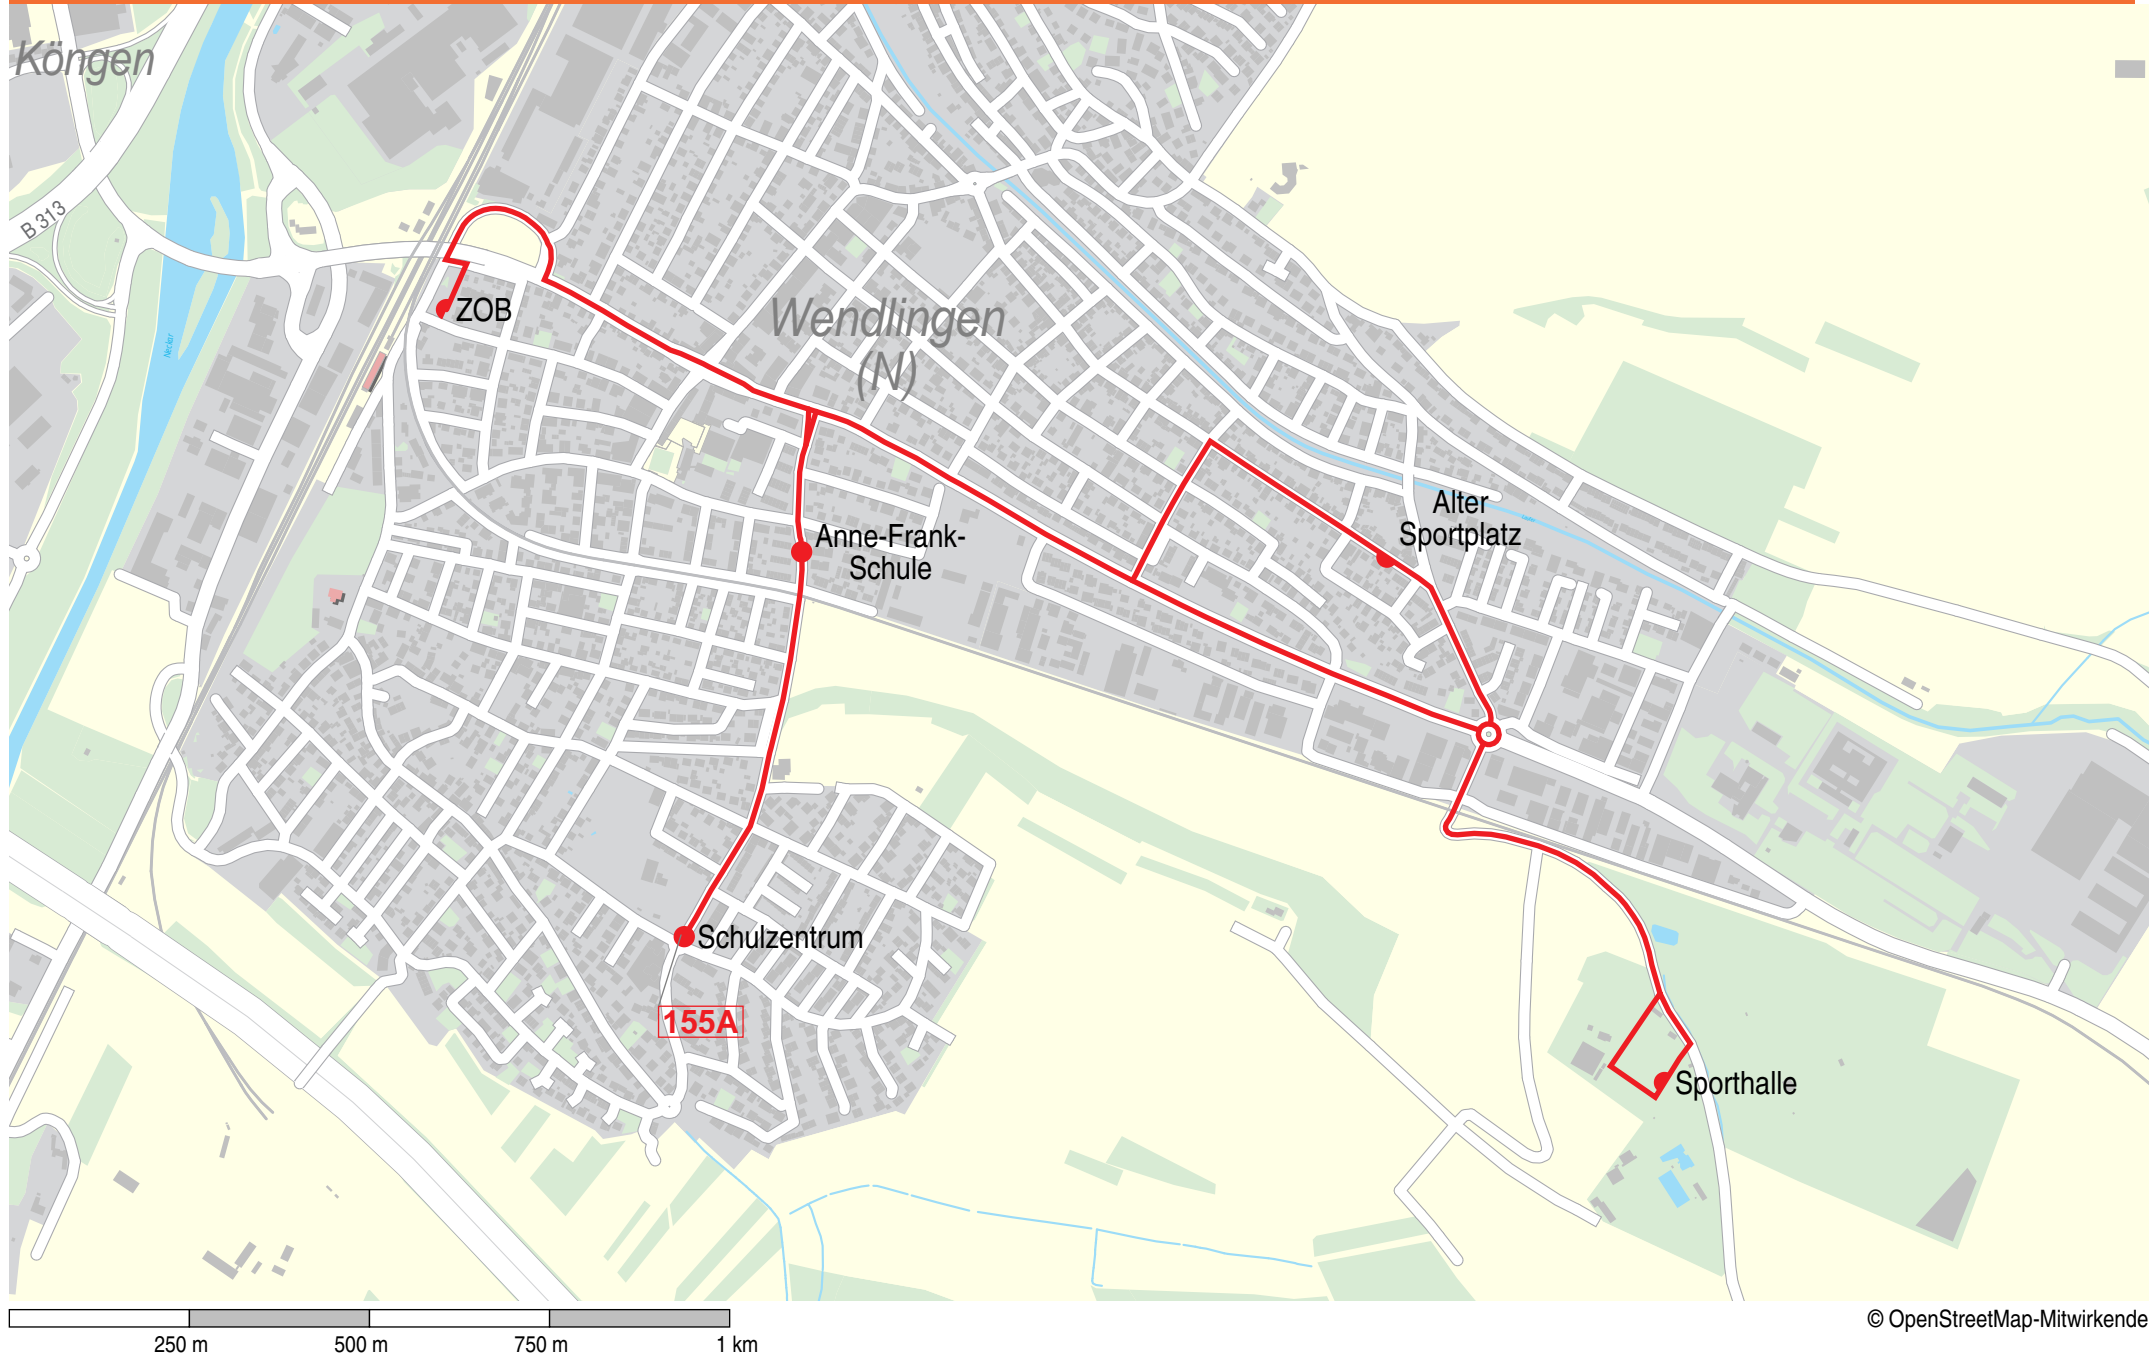 Köngen
B 313
ZOB
Neckar
Wendlingen
(N)
Alter
Sportplatz
Anne-Frank-
Schule
Schulzentrum
155A
Sporthalle
250 m
500 m
750 m
1 km
© OpenStreetMap-Mitwirkende